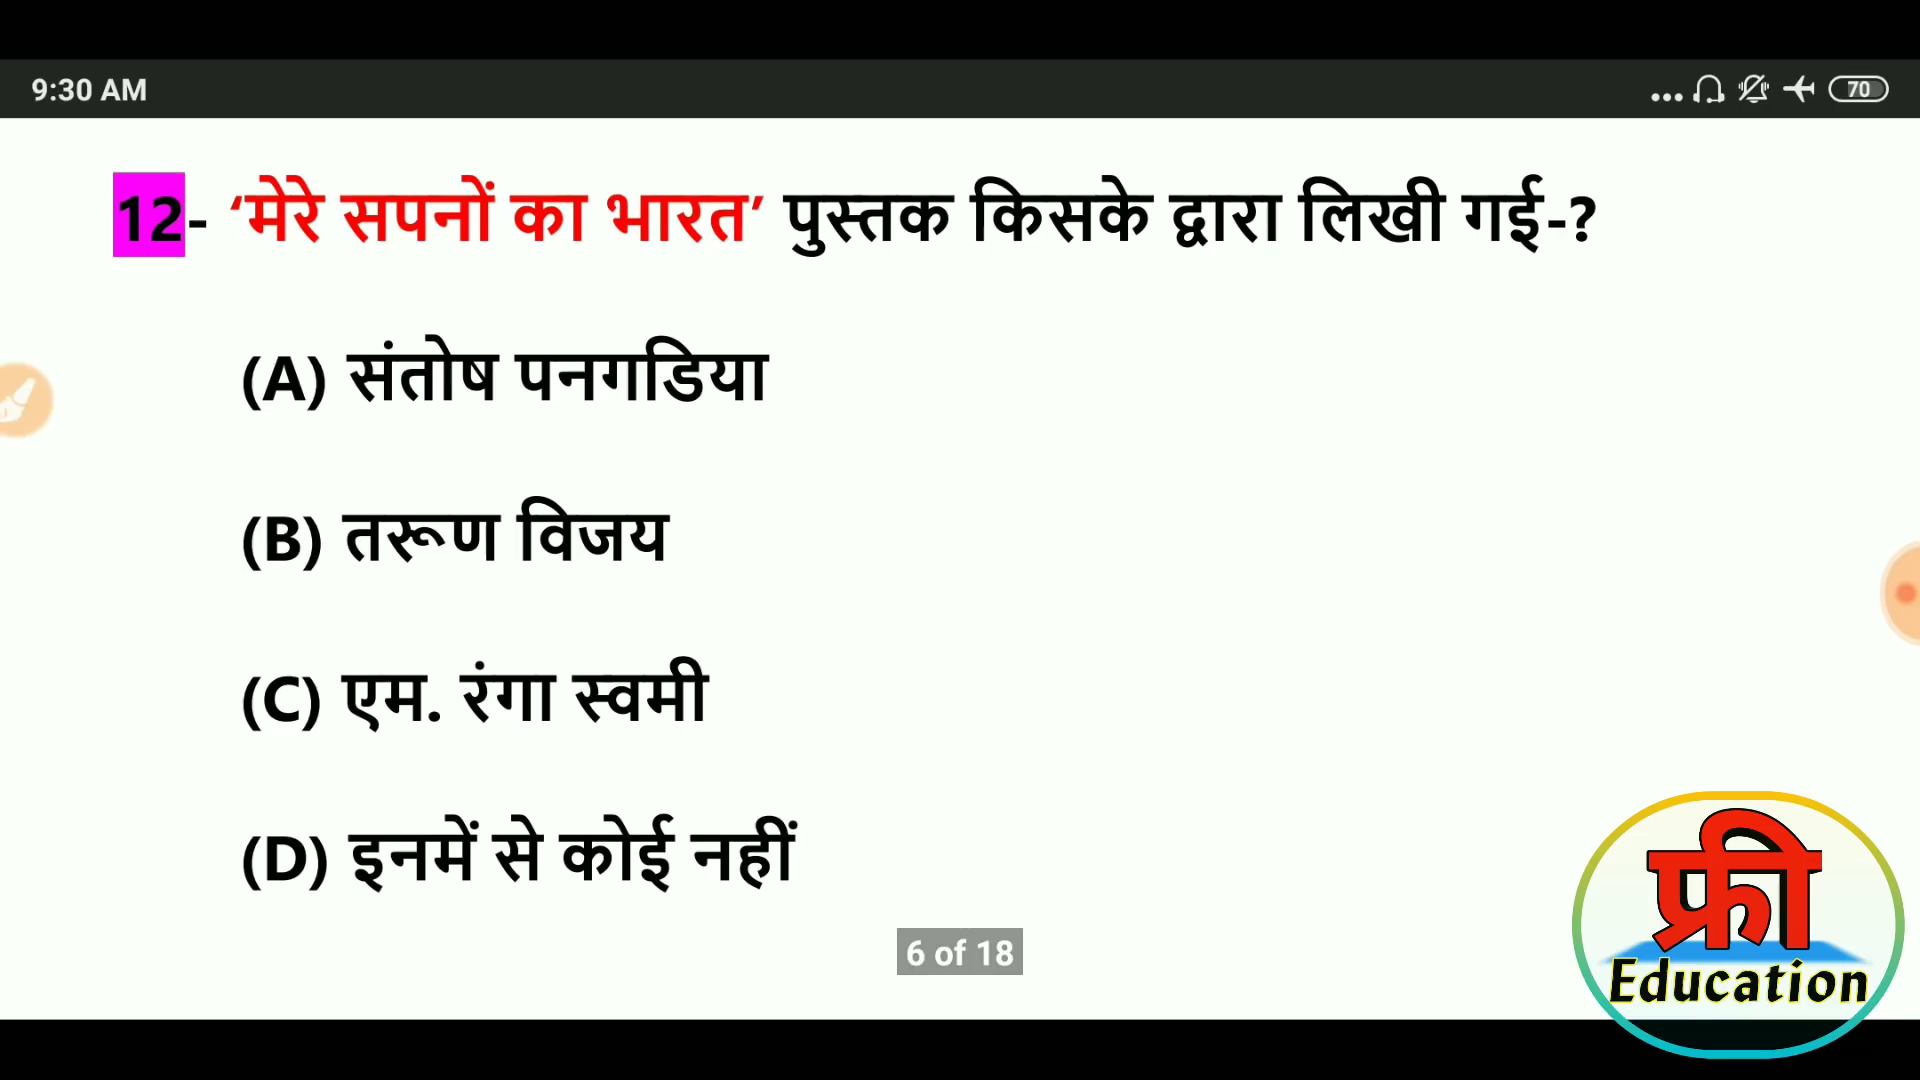 9:30 AM
70
12- ‘मेरे सपनों का भारत’ पुस्तक किसके द्वारा लिखी गई-?
(A) संतोष पनगडिया
(B) तरूण विजय
(C) एम. रंगा स्वमी
(D) इनमें से कोई नहीं
6 of 18
फ्री
Education